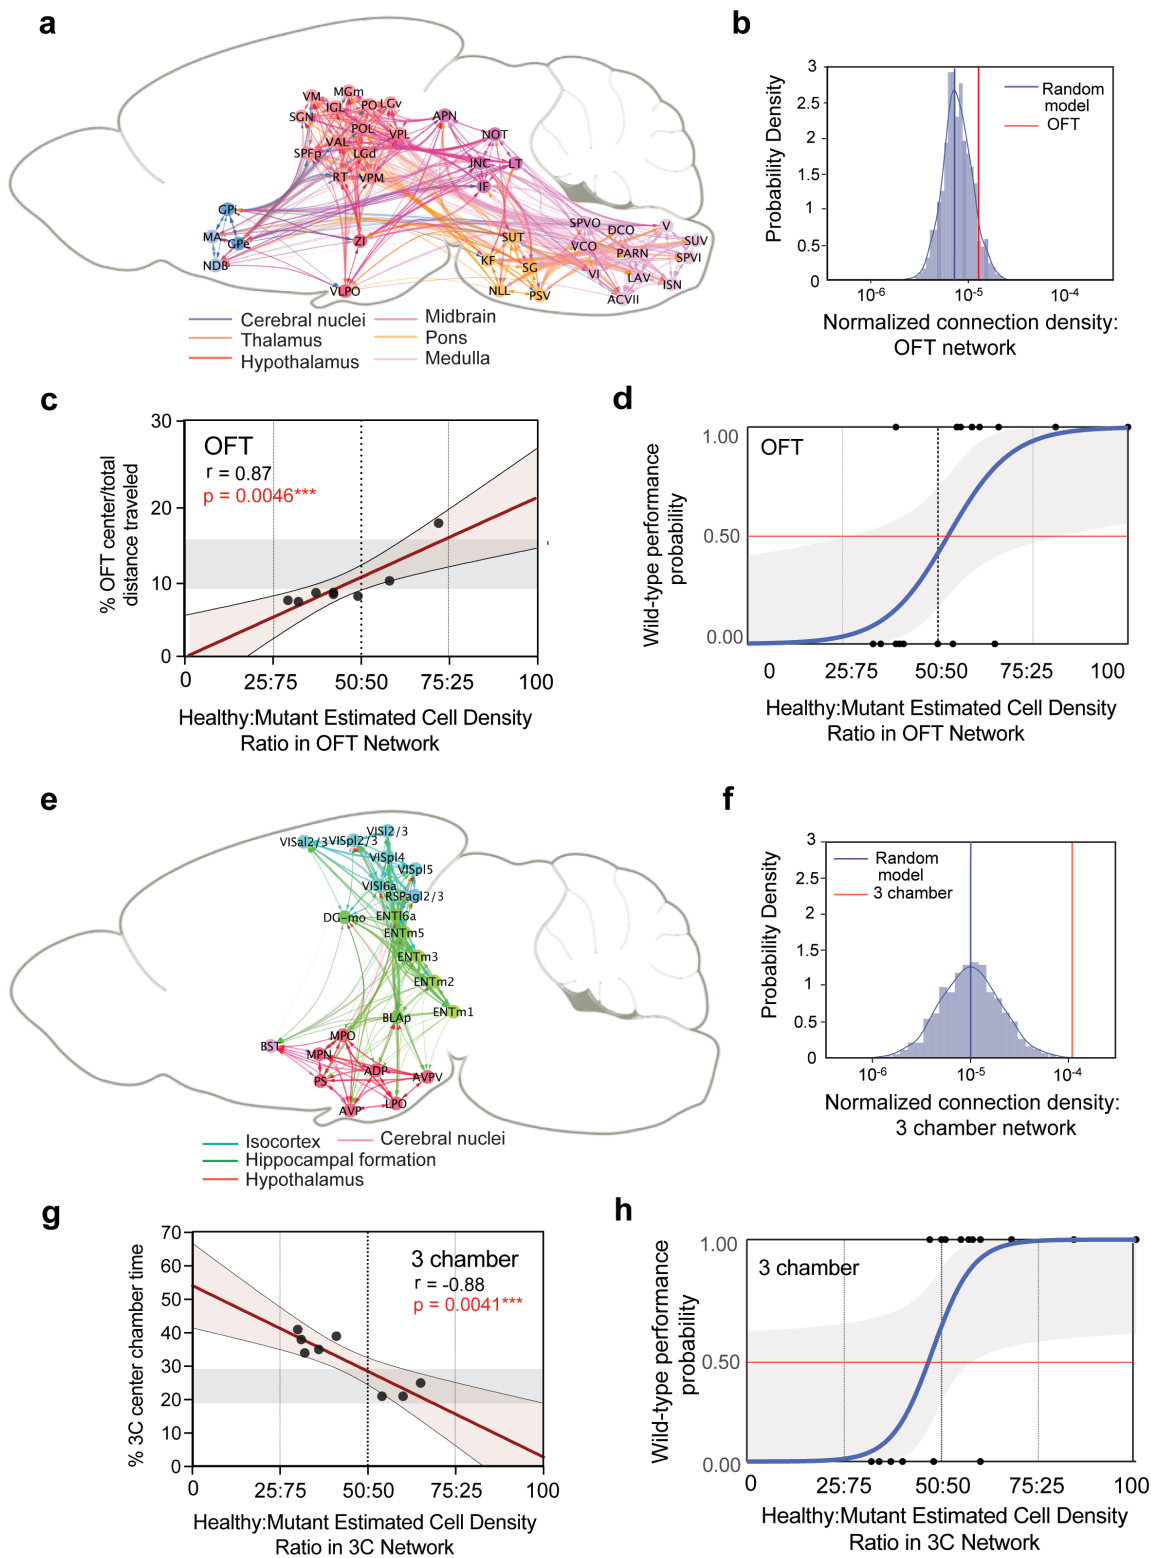 a
VM
MGm
IGL
PO
LGv
SGN
POL
VPL
APN
NOT
VAL
SPFp
LGd
INC
LT
RT
VPM
IF
GPi
MA
GPe
NDB
ZI
VLPO
SUT
KF
SG
NLL
PSV
SPVO
DCO
V
VCO
PARN
SUV
SPVI
VI
LAV
ISN
ACVII
Cerebral nuclei
Midbrain
Thalamus
Pons
Hypothalamus
Medulla
b
Probability Density
3
2.5
2
1.5
1
0.5
0
Random
model
OFT
10-6
10-5
10-4
Normalized connection density:
OFT network
c
% OFT center/total
distance traveled
30
20
10
0
OFT
r = 0.87
p = 0.0046***
0
25:75
50:50
75:25
100
Healthy:Mutant Estimated Cell Density
Ratio in OFT Network
d
Wild-type performance
probability
1.00
0.50
0.00
OFT
0
25:75
50:50
75:25
100
Healthy:Mutant Estimated Cell Density
Ratio in OFT Network
e
VISal2/3
VISpl2/3
VISl2/3
VISpl4
VISpl5
VISl6a
RSPagl2/3
DG-mo
ENTl6a
ENTm5
ENTm3
ENTm2
ENTm1
BLAp
BST
MPO
MPN
ADP
AVPV
PS
AVP
LPO
Isocortex
Cerebral nuclei
Hippocampal formation
Hypothalamus
f
Probability Density
3
2.5
2
1.5
1
0.5
0
Random
model
3 chamber
10-6
10-5
10-4
Normalized connection density:
3 chamber network
g
% 3C center chamber time
70
60
50
40
30
20
10
0
3 chamber
r = -0.88
p = 0.0041***
0
25:75
50:50
75:25
100
Healthy:Mutant Estimated Cell Density
Ratio in 3C Network
h
Wild-type performance
probability
1.00
0.50
0.00
3 chamber
0
25:75
50:50
75:25
100
Healthy:Mutant Estimated Cell Density
Ratio in 3C Network